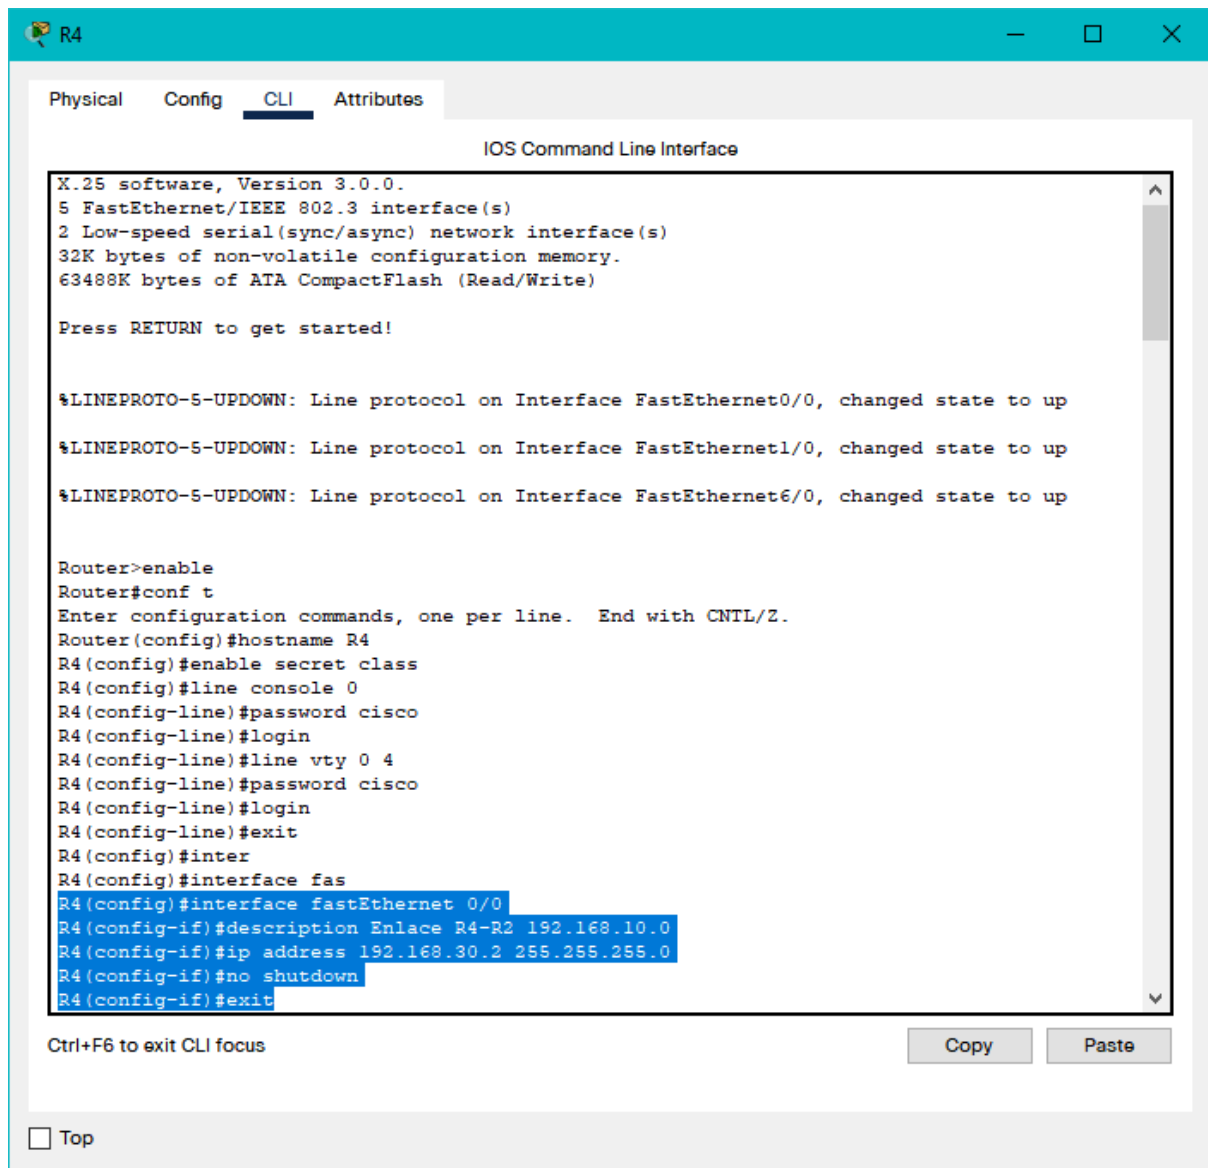 R4
Physical Config CLI Attributes
IOS Command Line Interface
X.25 software, Version 3.0.0.
5 FastEthernet/IEEE 802.3 interface(s)
2 Low-speed serial(sync/async) network interface(s)
32K bytes of non-volatile configuration memory.
63488K bytes of ATA CompactFlash (Read/Write)
Press RETURN to get started!
%LINEPROTO-5-UPDOWN: Line protocol on Interface FastEthernet0/0, changed state to up
%LINEPROTO-5-UPDOWN: Line protocol on Interface FastEthernet1/0, changed state to up
%LINEPROTO-5-UPDOWN: Line protocol on Interface FastEthernet6/0, changed state to up
Router>enable
Router#conf t
Enter configuration commands, one per line.  End with CNTL/Z.
Router(config)#hostname R4
R4(config)#enable secret class
R4(config)#line console 0
R4(config-line)#password cisco
R4(config-line)#login
R4(config-line)#line vty 0 4
R4(config-line)#password cisco
R4(config-line)#login
R4(config-line)#exit
R4(config)#inter
R4(config)#interface fas
R4(config)#interface fastEthernet 0/0
R4(config-if)#description Enlace R4-R2 192.168.10.0
R4(config-if)#ip address 192.168.30.2 255.255.255.0
R4(config-if)#no shutdown
R4(config-if)#exit
Ctrl+F6 to exit CLI focus
Copy Paste
Top